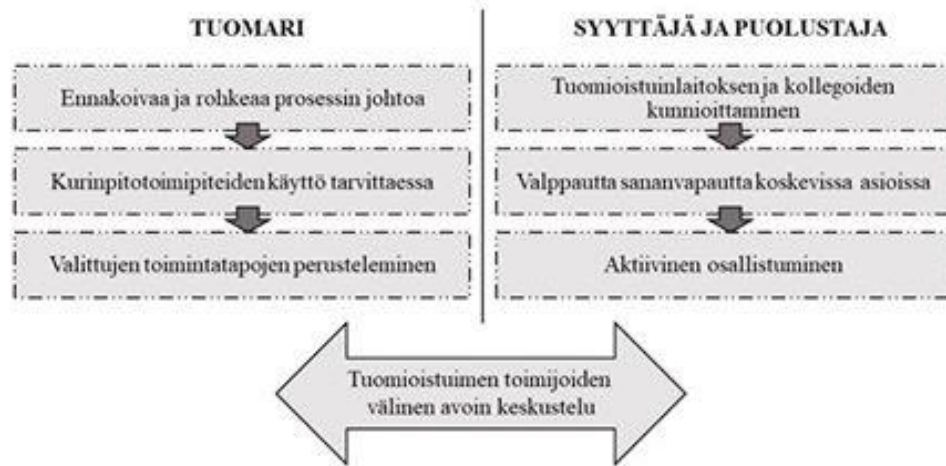 TUOMARI
Ennakoivaa ja rohkeaa prosessin johtoa
Kurinpitotoimipiteiden käyttö tarvittaessa
Valittujen toimintatapojen perusteleminen
SYYTTÄJÄ JA PUOLUSTAJA
Tuomioistuinlaitoksen ja kollegoiden
kunnioittaminen
Valppautta sananvapautta koskevissa asioissa
Aktiivinen osallistuminen
Tuomioistuimen toimijoiden
välinen avoin keskustelu